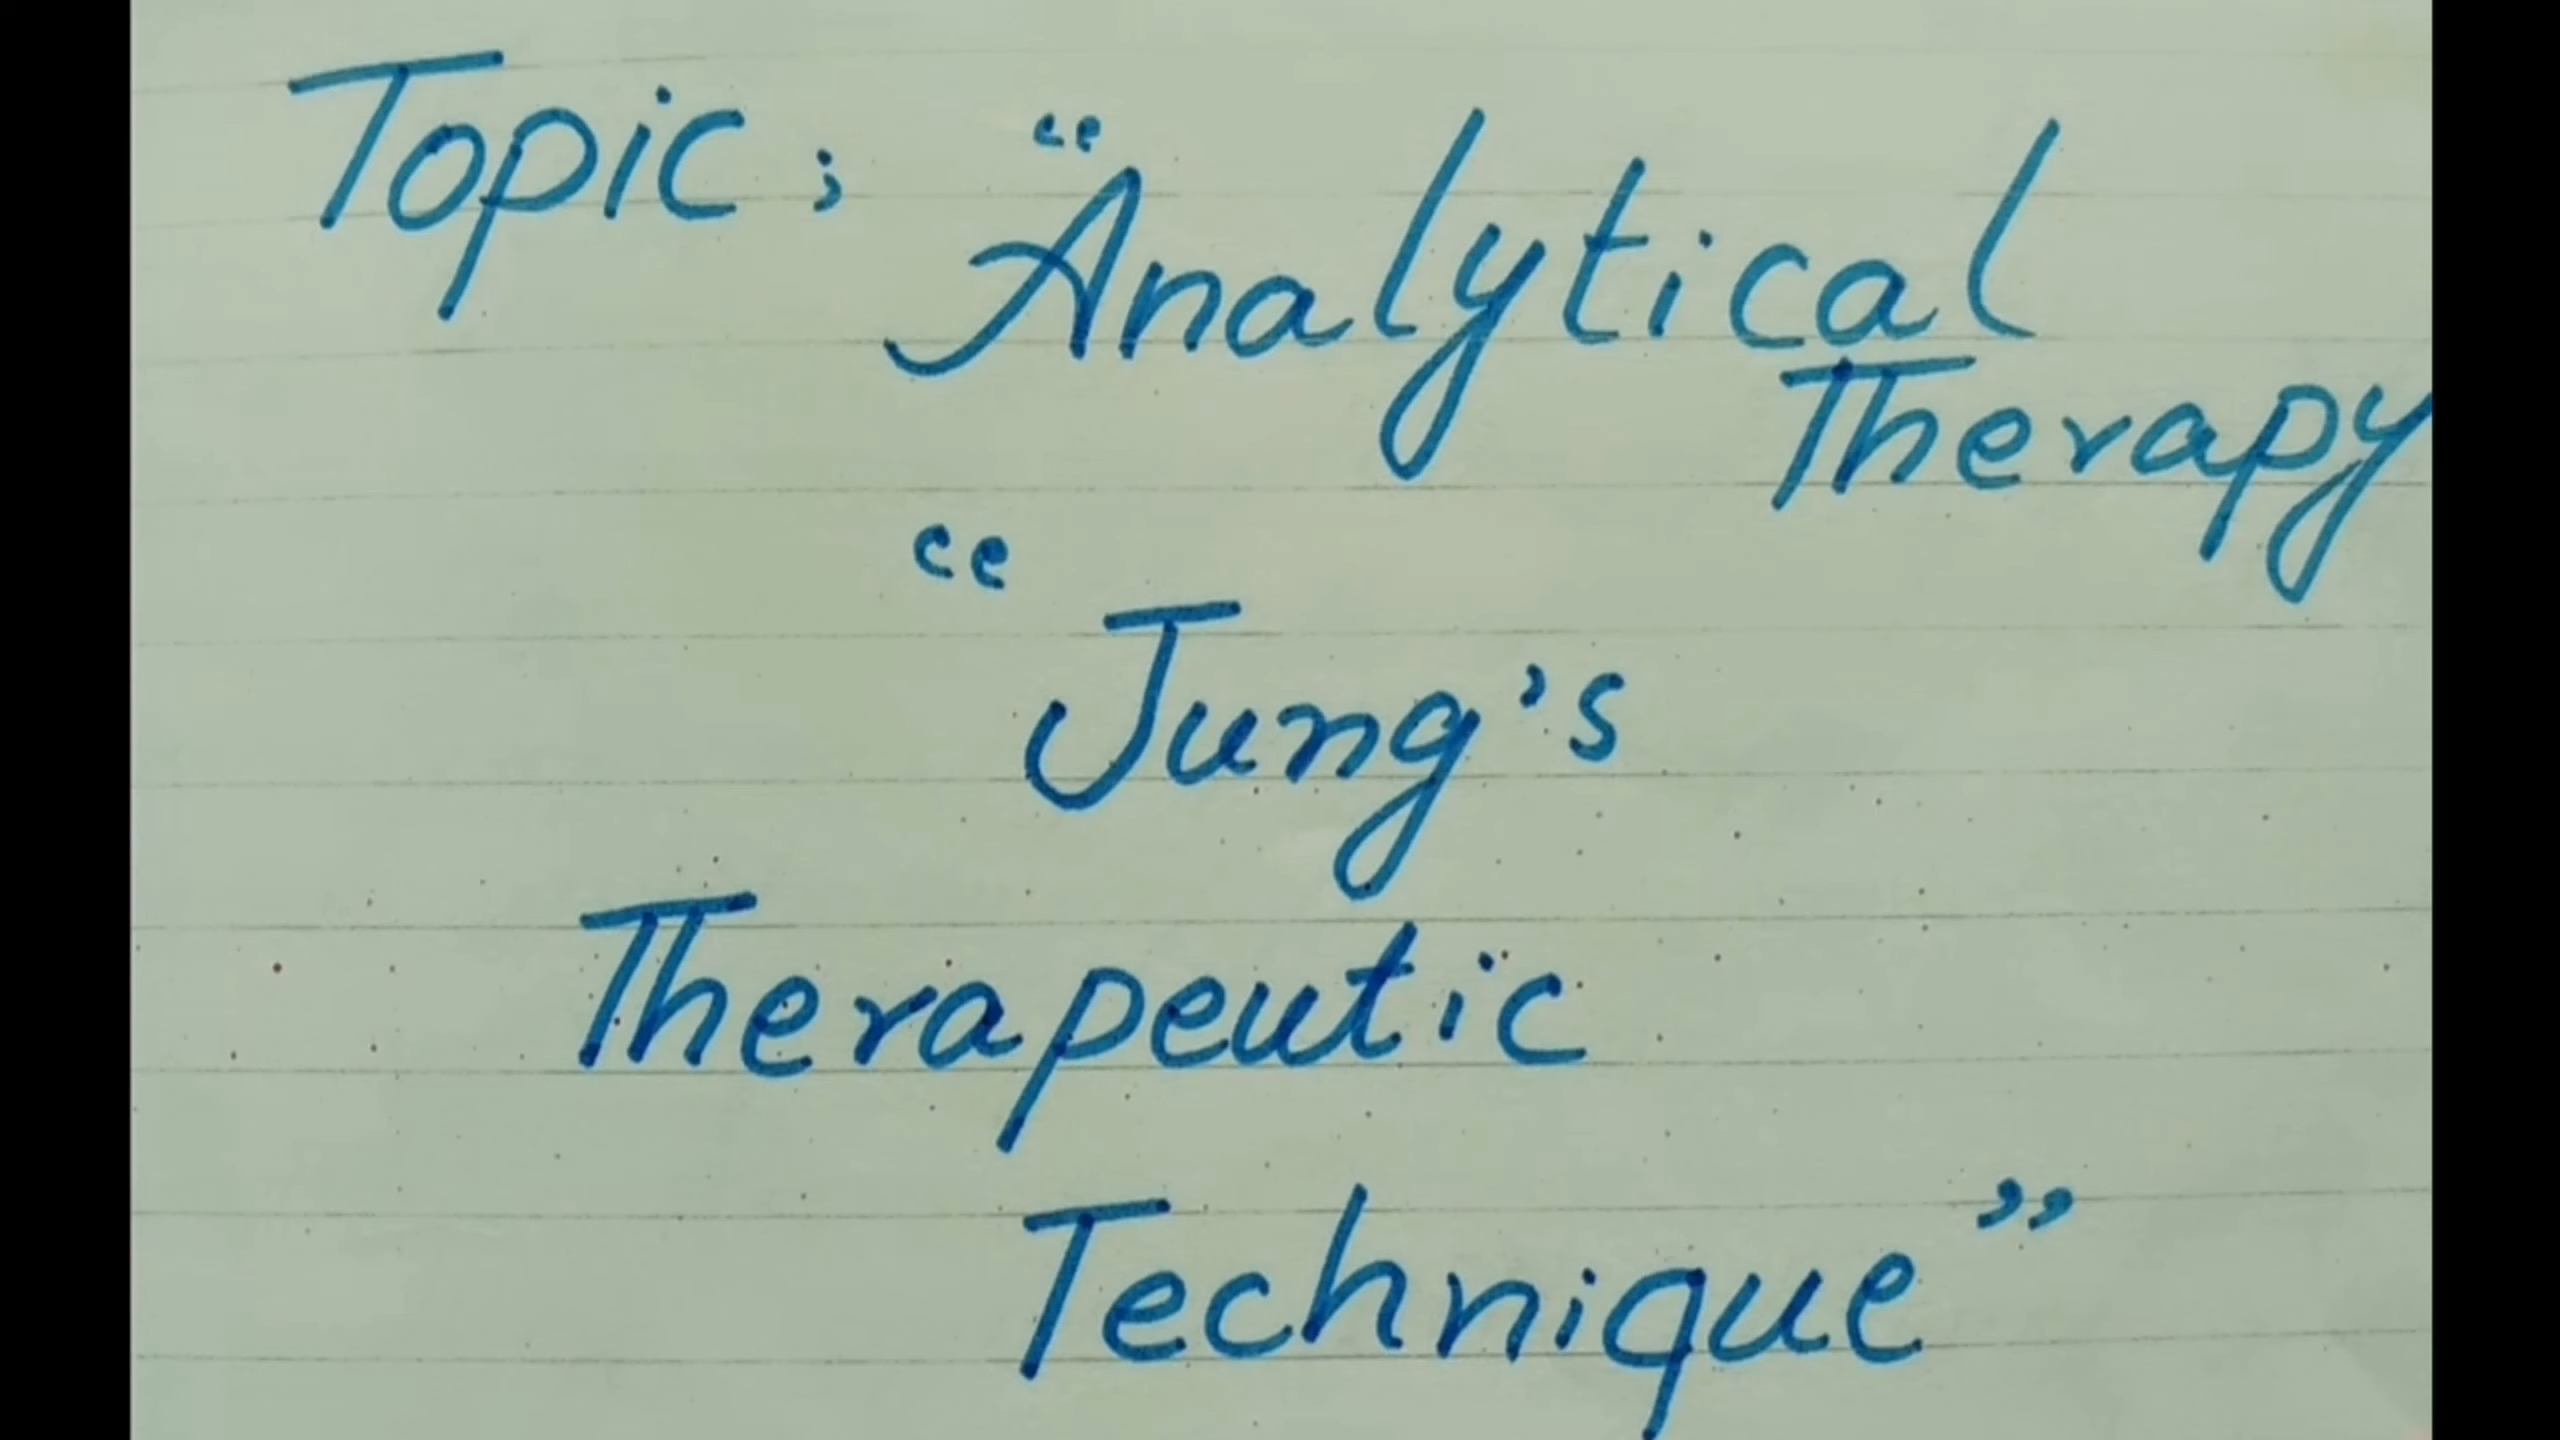 Topic; "Analytical
Therapy
"Jung's
Therapeutic
Technique"